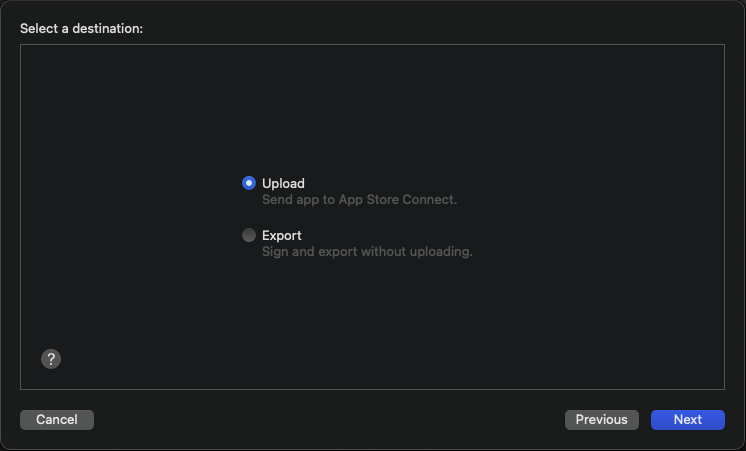 Select a destination:
Upload
Send app to App Store Connect.
Export
Sign and export without uploading.
?
Cancel
Previous
Next